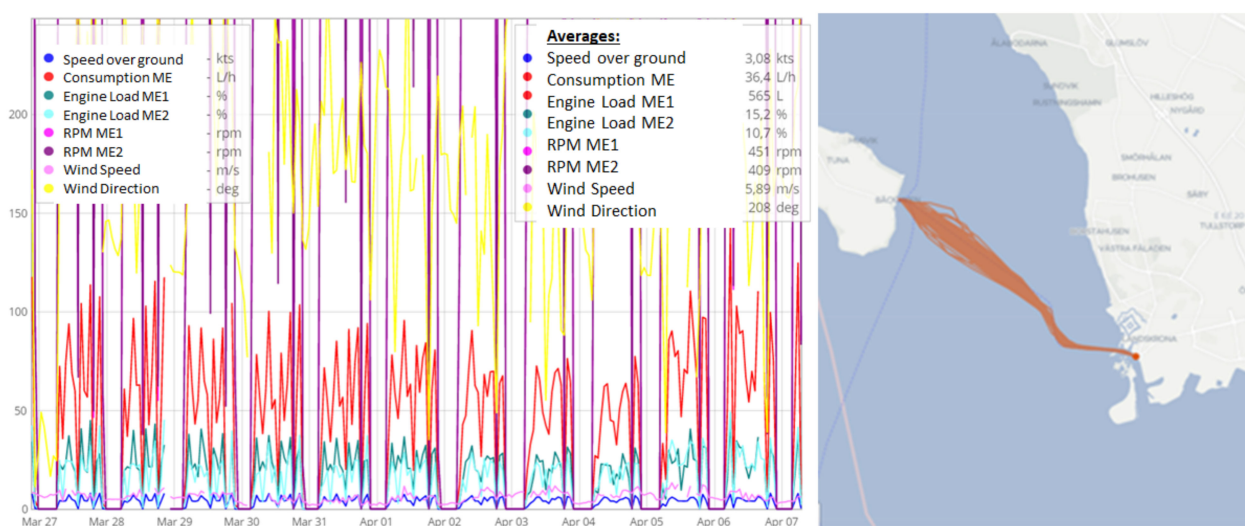 Speed over ground - kts
Consumption ME - L/h
Engine Load ME1 - %
Engine Load ME2 - %
RPM ME1 - rpm
RPM ME2 - rpm
Wind Speed - m/s
Wind Direction - deg
Averages:
Speed over ground 3,08 kts
Consumption ME 36,4 L/h
Engine Load ME1 565 L
Engine Load ME2 15,2 %
RPM ME1 10,7 %
RPM ME2 451 rpm
Wind Speed 409 rpm
Wind Direction 5,89 m/s
208 deg
200
150
100
50
0
Mar 27 Mar 28 Mar 29 Mar 30 Mar 31 Apr 01 Apr 02 Apr 03 Apr 04 Apr 05 Apr 06 Apr 07
GLUMSLÖV
HILLESHÖG
NYGÅRD
TUNA
SMÖRHÅLAN
BROHUSEN
SÄBY
TULLSTORP
VÄSTRA FÄLADEN
LANDSKRONA